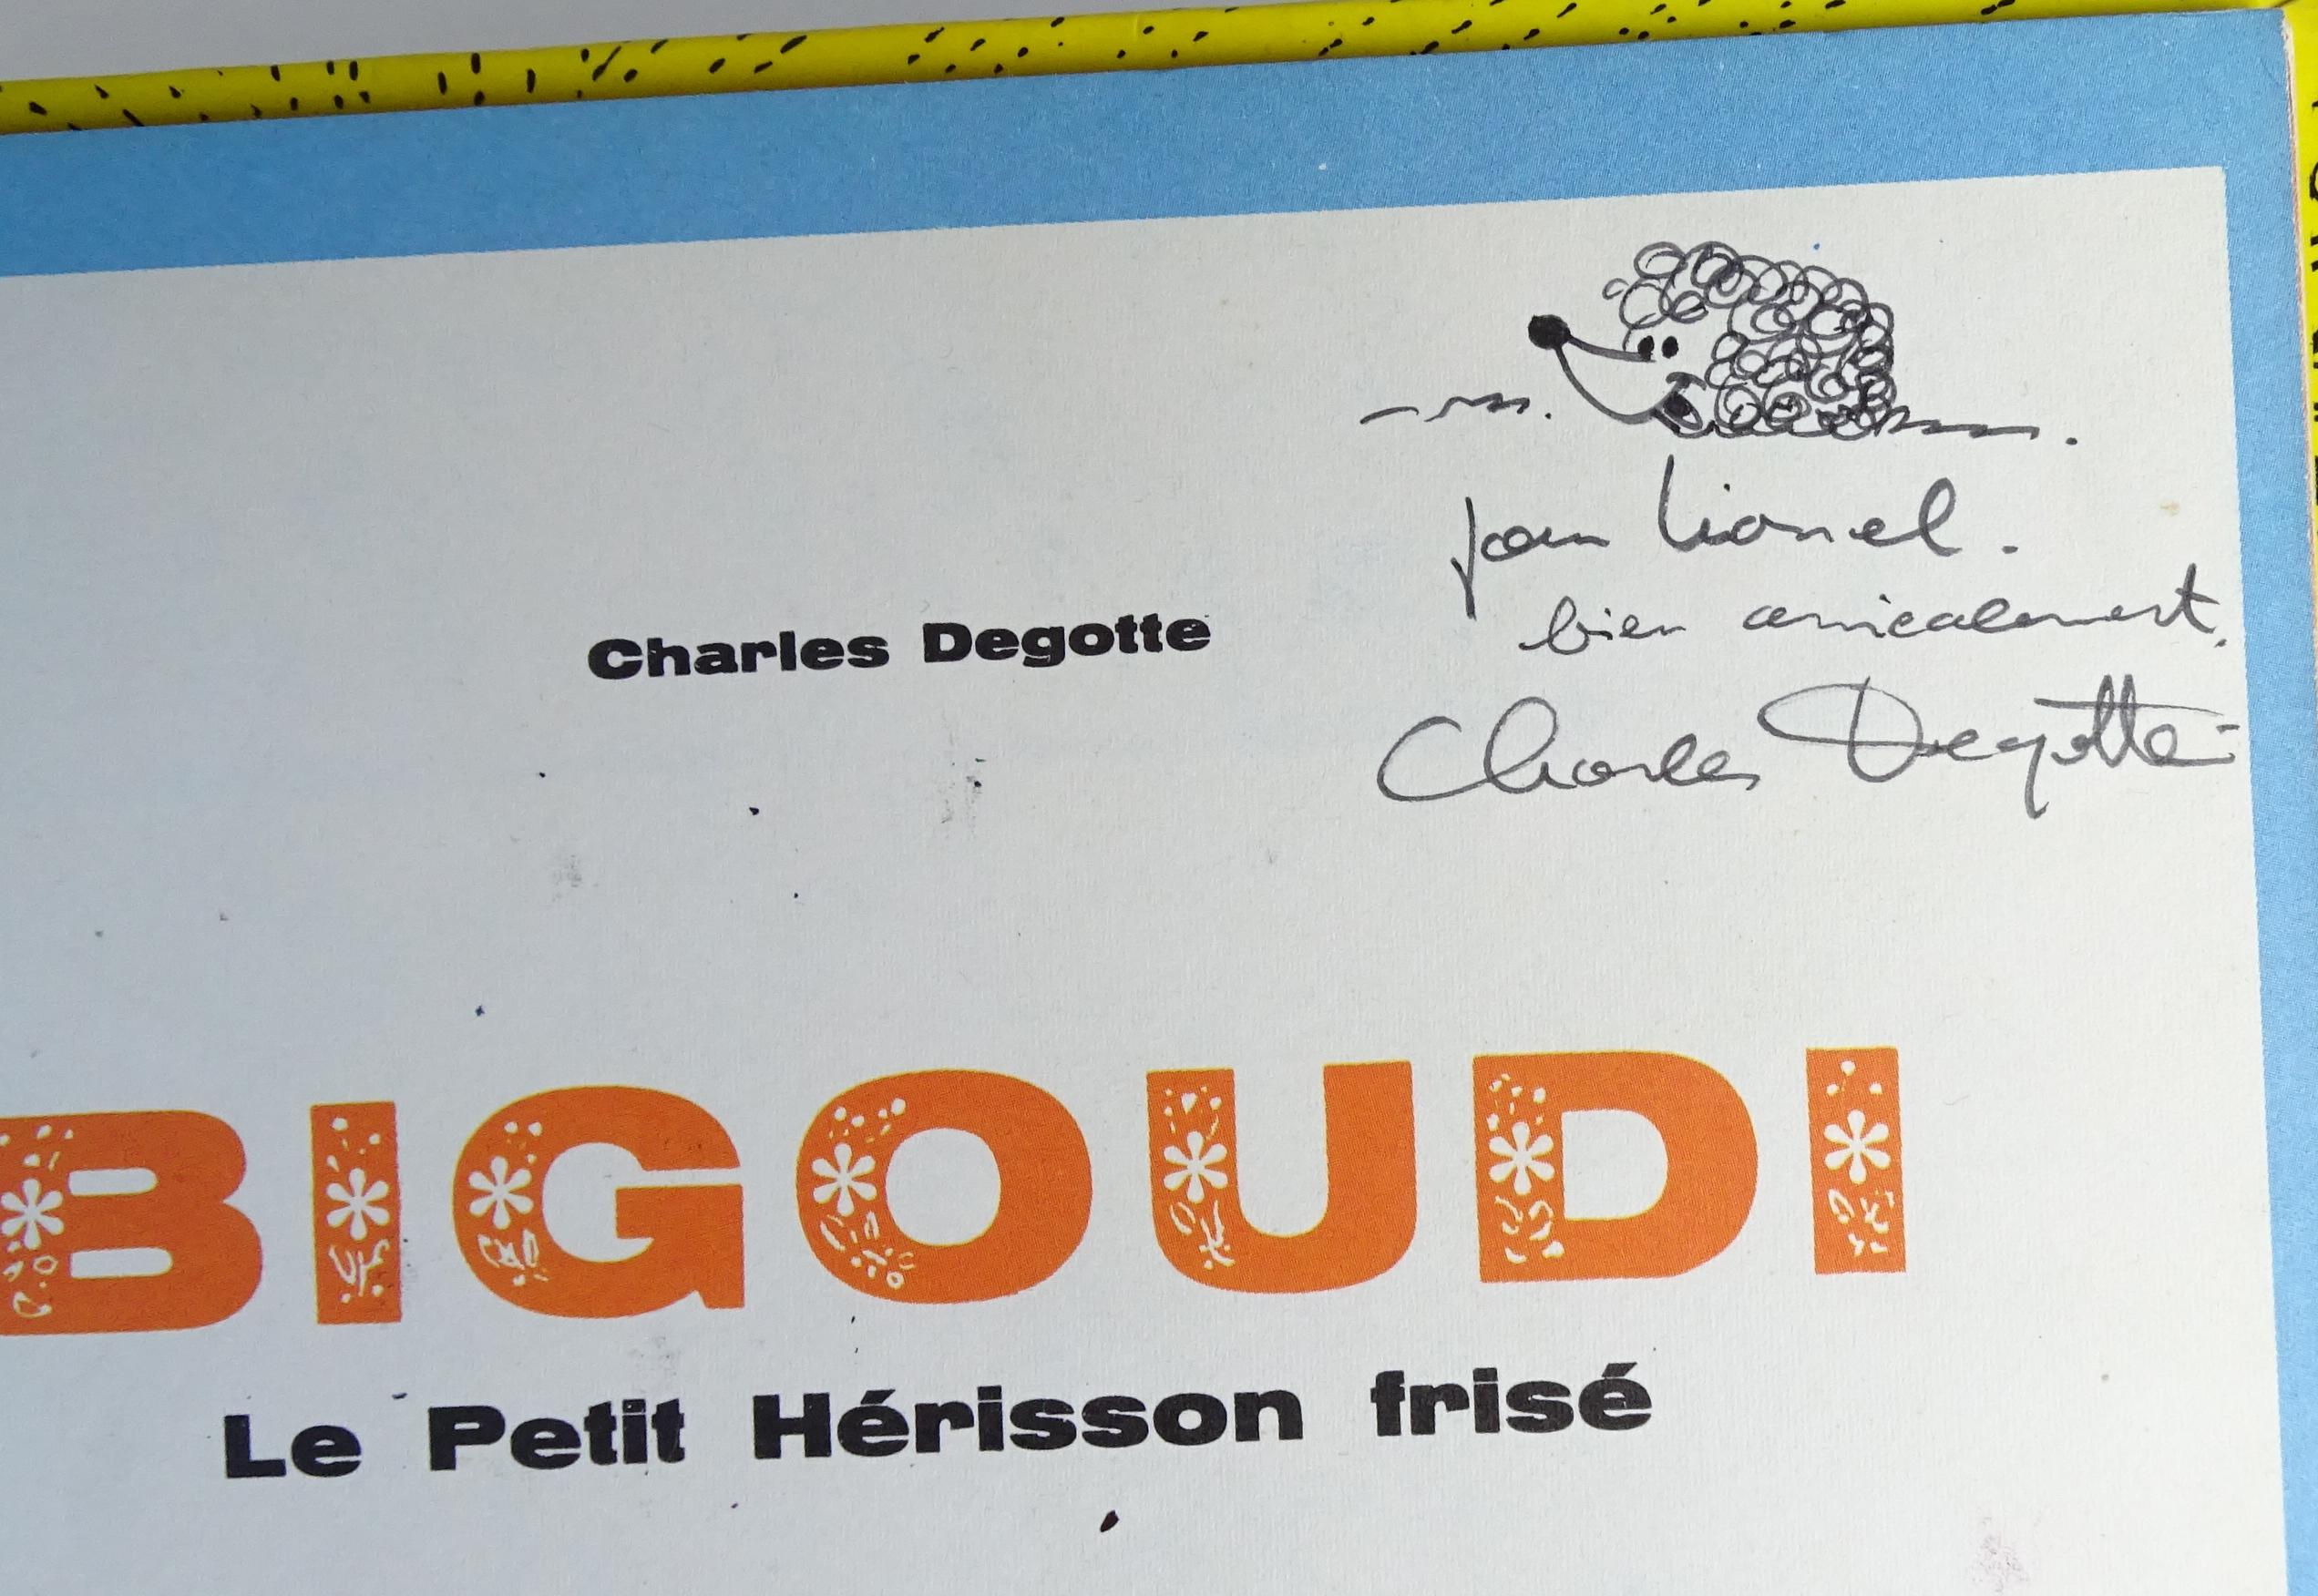 pour Lionel.
bien amicalement.
Charles Degotte
Charles Degotte
BIGOUDI
Le Petit Hérisson frisé